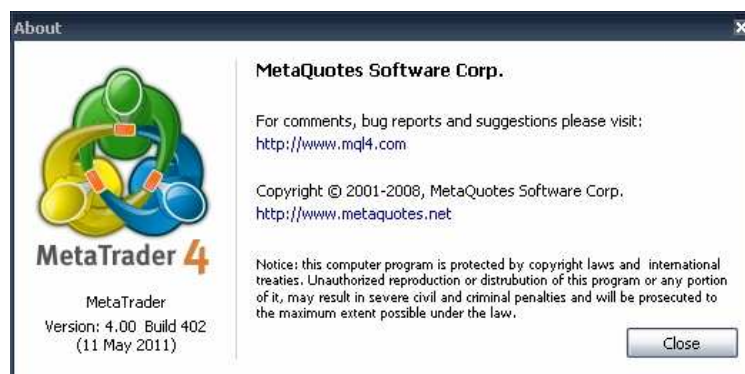 About
MetaQuotes Software Corp.
For comments, bug reports and suggestions please visit:
http://www.mql4.com
Copyright © 2001-2008, MetaQuotes Software Corp.
http://www.metaquotes.net
MetaTrader 4
Notice: this computer program is protected by copyright laws and international
treaties. Unauthorized reproduction or distrubution of this program or any portion
of it, may result in severe civil and criminal penalties and will be prosecuted to
the maximum extent possible under the law.
MetaTrader
Version: 4.00 Build 402
(11 May 2011)
Close